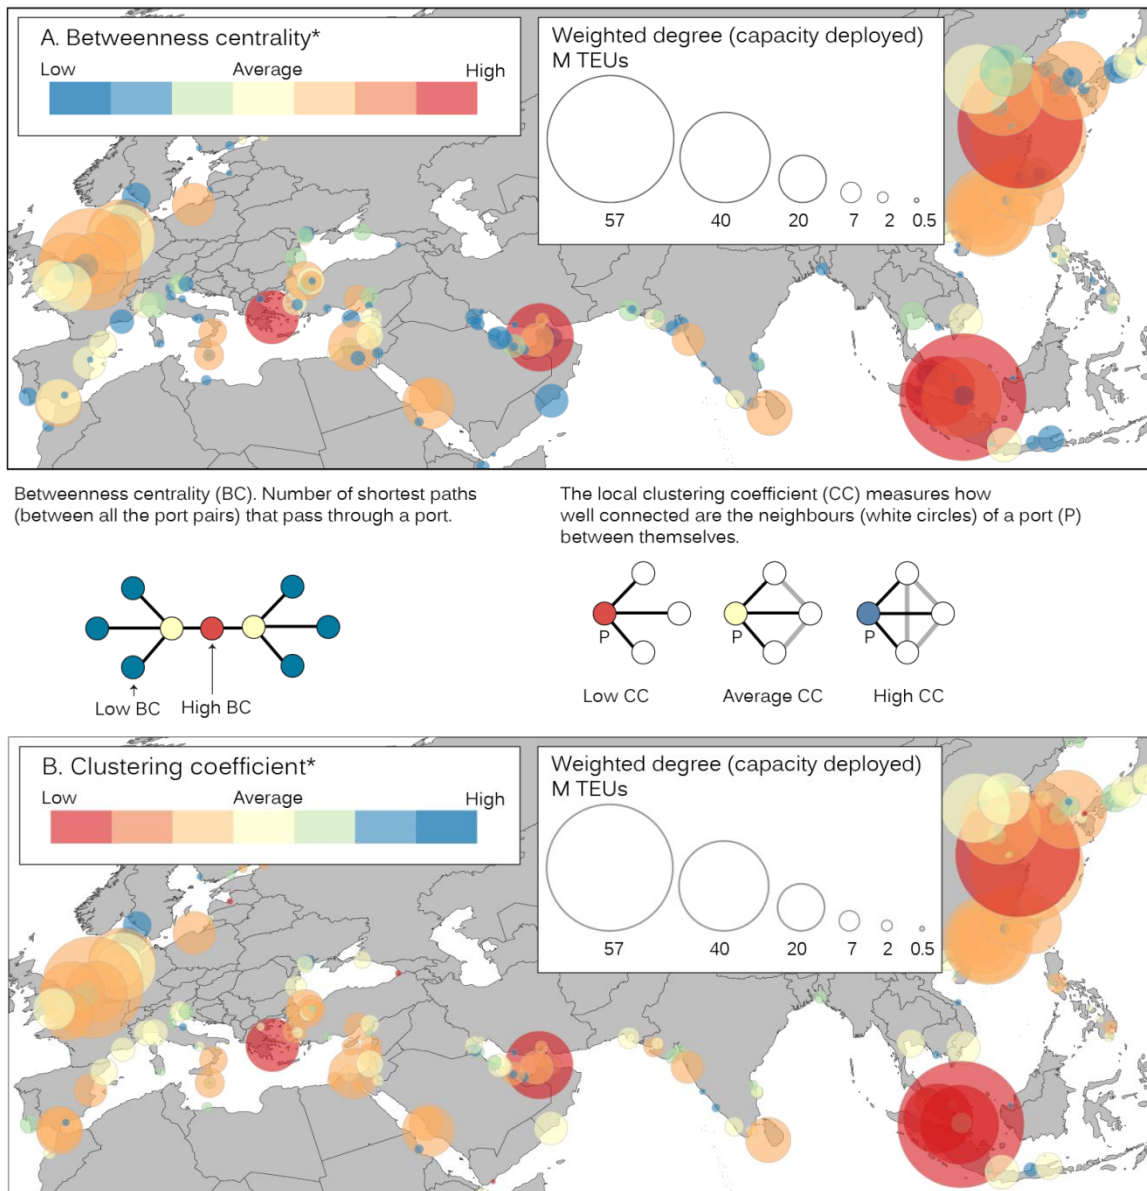 A. Betweenness centrality*
Low Average High
Weighted degree (capacity deployed)
M TEUs
57 40 20 7 2 0.5
Betweenness centrality (BC). Number of shortest paths
(between all the port pairs) that pass through a port.
Low BC High BC
The local clustering coefficient (CC) measures how
well connected are the neighbours (white circles) of a port (P)
between themselves.
P P P
Low CC Average CC High CC
B. Clustering coefficient*
Low Average High
Weighted degree (capacity deployed)
M TEUs
57 40 20 7 2 0.5